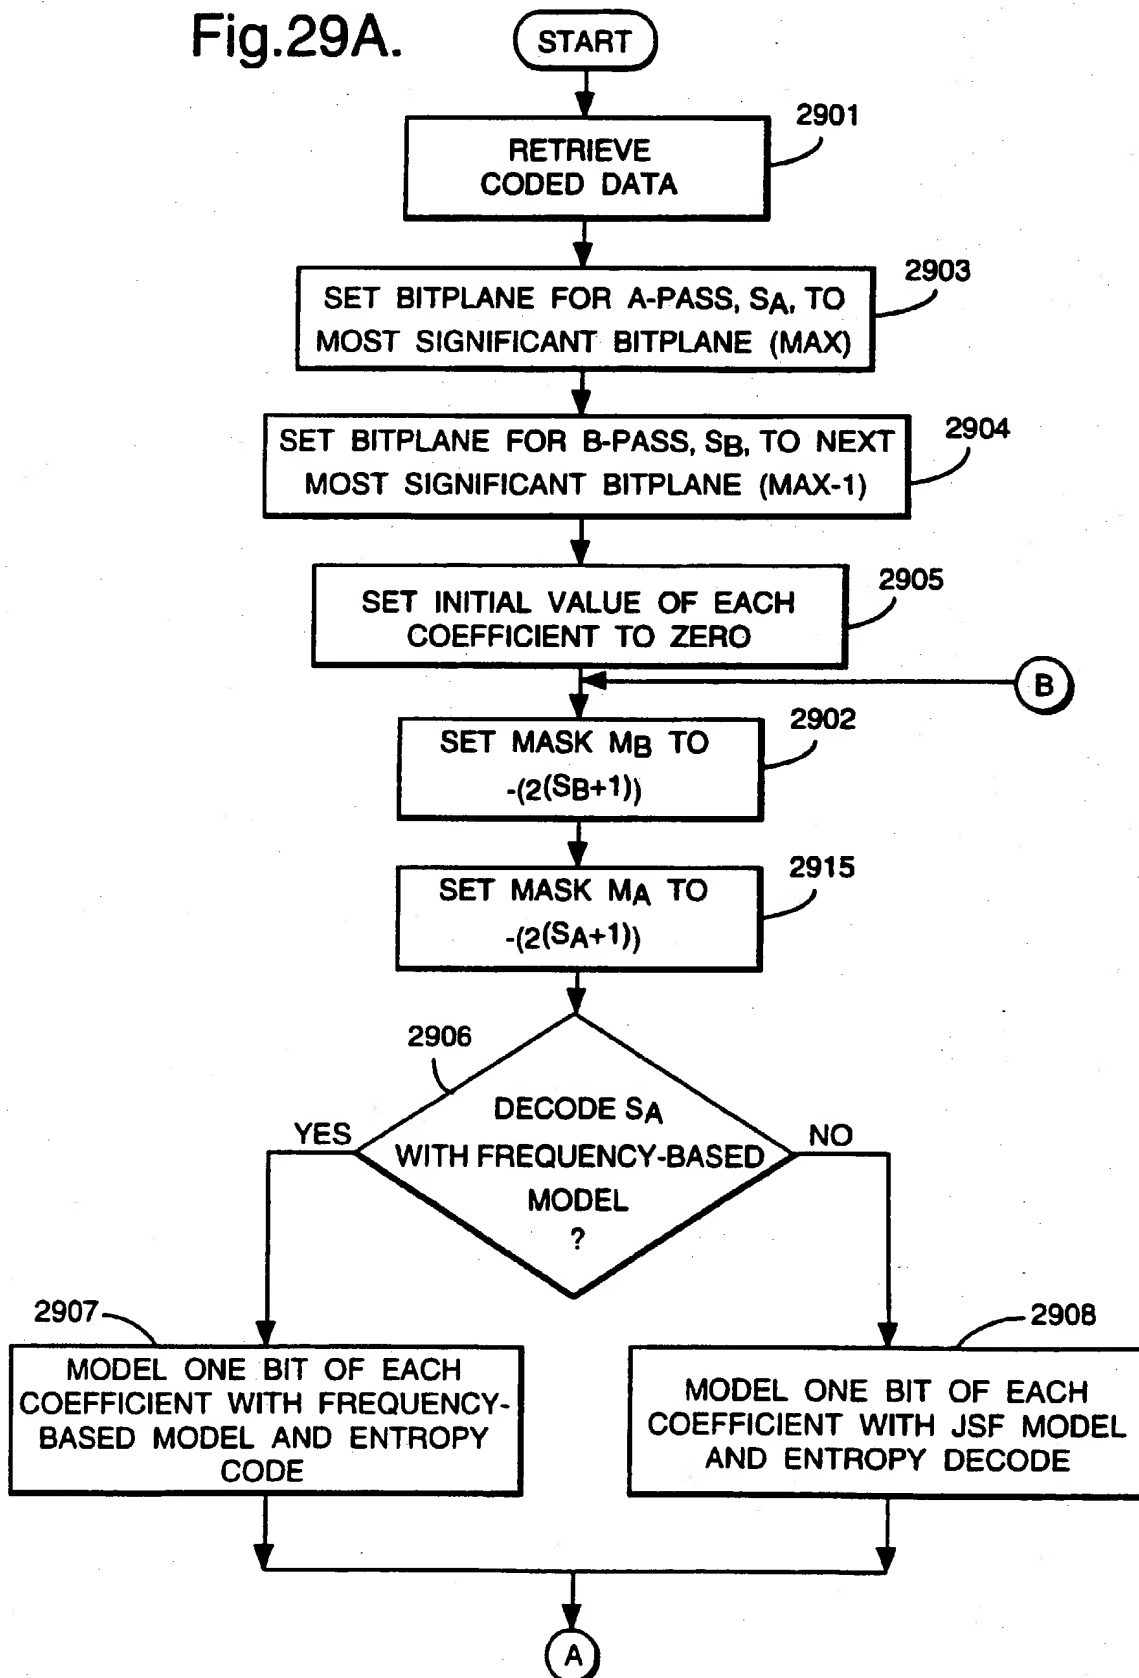 Fig.29A.
START
2901
RETRIEVE
CODED DATA
2903
SET BITPLANE FOR A-PASS, SA, TO
MOST SIGNIFICANT BITPLANE (MAX)
2904
SET BITPLANE FOR B-PASS, SB, TO NEXT
MOST SIGNIFICANT BITPLANE (MAX-1)
2905
SET INITIAL VALUE OF EACH
COEFFICIENT TO ZERO
B
2902
SET MASK MB TO
-(2(SB+1))
2915
SET MASK MA TO
-(2(SA+1))
2906
DECODE SA
WITH FREQUENCY-BASED
MODEL
?
YES
NO
2907
MODEL ONE BIT OF EACH
COEFFICIENT WITH FREQUENCY-
BASED MODEL AND ENTROPY
CODE
2908
MODEL ONE BIT OF EACH
COEFFICIENT WITH JSF MODEL
AND ENTROPY DECODE
A